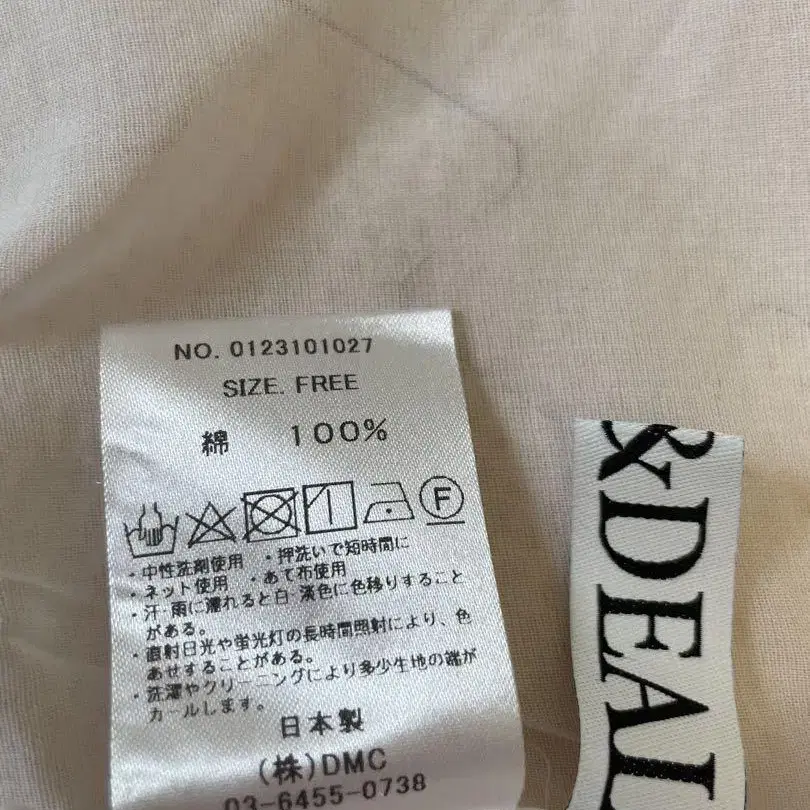 NO. 0123101027
SIZE. FREE
綿 100%
F
・中性洗剤使用 ・押洗いで短時間に
・ネット使用 ・あて布使用
・汗・雨に濡れると白・淡色に色移りすること
がある。
・直射日光や蛍光灯の長時間照射により、色
あせすることがある。
・洗濯やクリーニングにより多少生地の端が
カールします。
日本製
(株)DMC
03-6455-0738
&DEAL